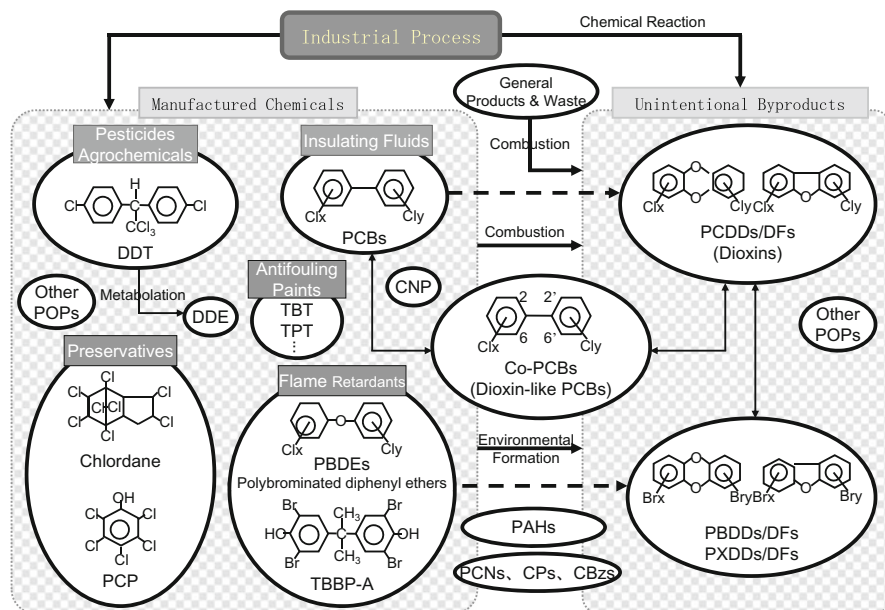 Industrial Process
Chemical Reaction
General
Products & Waste
Manufactured Chemicals
Unintentional Byproducts
Pesticides
Agrochemicals
H
Cl
Cl
CCl3
DDT
Insulating Fluids
Clx
Cly
PCBs
Combustion
Combustion
O
O
Clx
Cly
Clx
O
Cly
PCDDs/DFs
(Dioxins)
Other
POPs
Metabolation
DDE
Antifouling
Paints
TBT
TPT
⋮
CNP
2
2’
6
6’
Clx
Cly
Co-PCBs
(Dioxin-like PCBs)
Other
POPs
Preservatives
Cl
Cl
Cl
Cl
Cl
Cl
Cl
Cl
Chlordane
OH
Cl
Cl
Cl
Cl
Cl
PCP
Flame Retardants
O
Clx
Cly
PBDEs
Polybrominated diphenyl ethers
Br
Br
CH3
HO
C
OH
CH3
Br
Br
TBBP-A
Environmental
Formation
PAHs
PCNs、CPs、CBzs
O
O
Brx
Bry
Brx
O
Bry
PBDDs/DFs
PXDDs/DFs